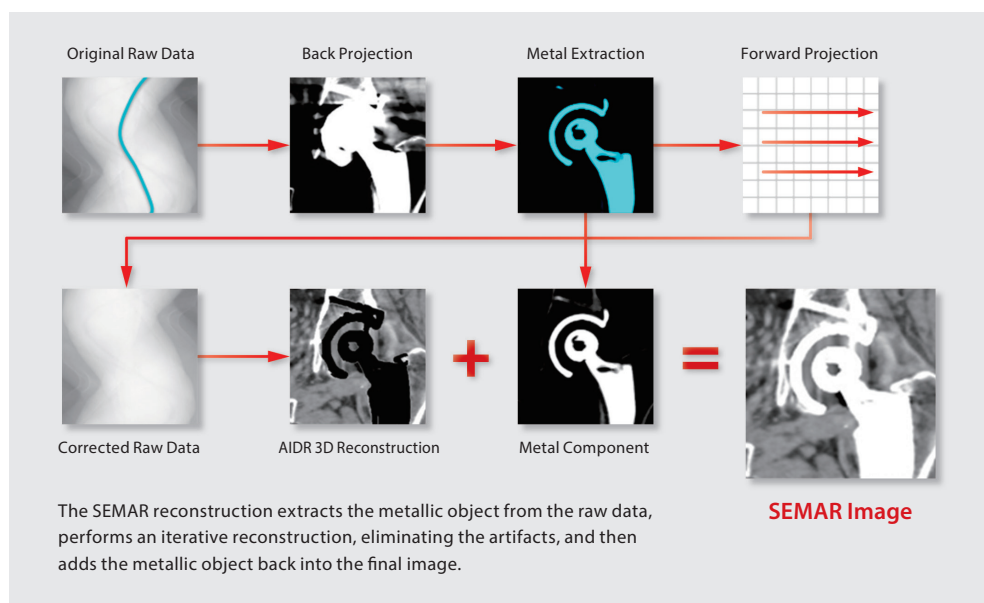 Original Raw Data
Back Projection
Metal Extraction
Forward Projection
+
=
Corrected Raw Data
AIDR 3D Reconstruction
Metal Component
SEMAR Image
The SEMAR reconstruction extracts the metallic object from the raw data,
performs an iterative reconstruction, eliminating the artifacts, and then
adds the metallic object back into the final image.